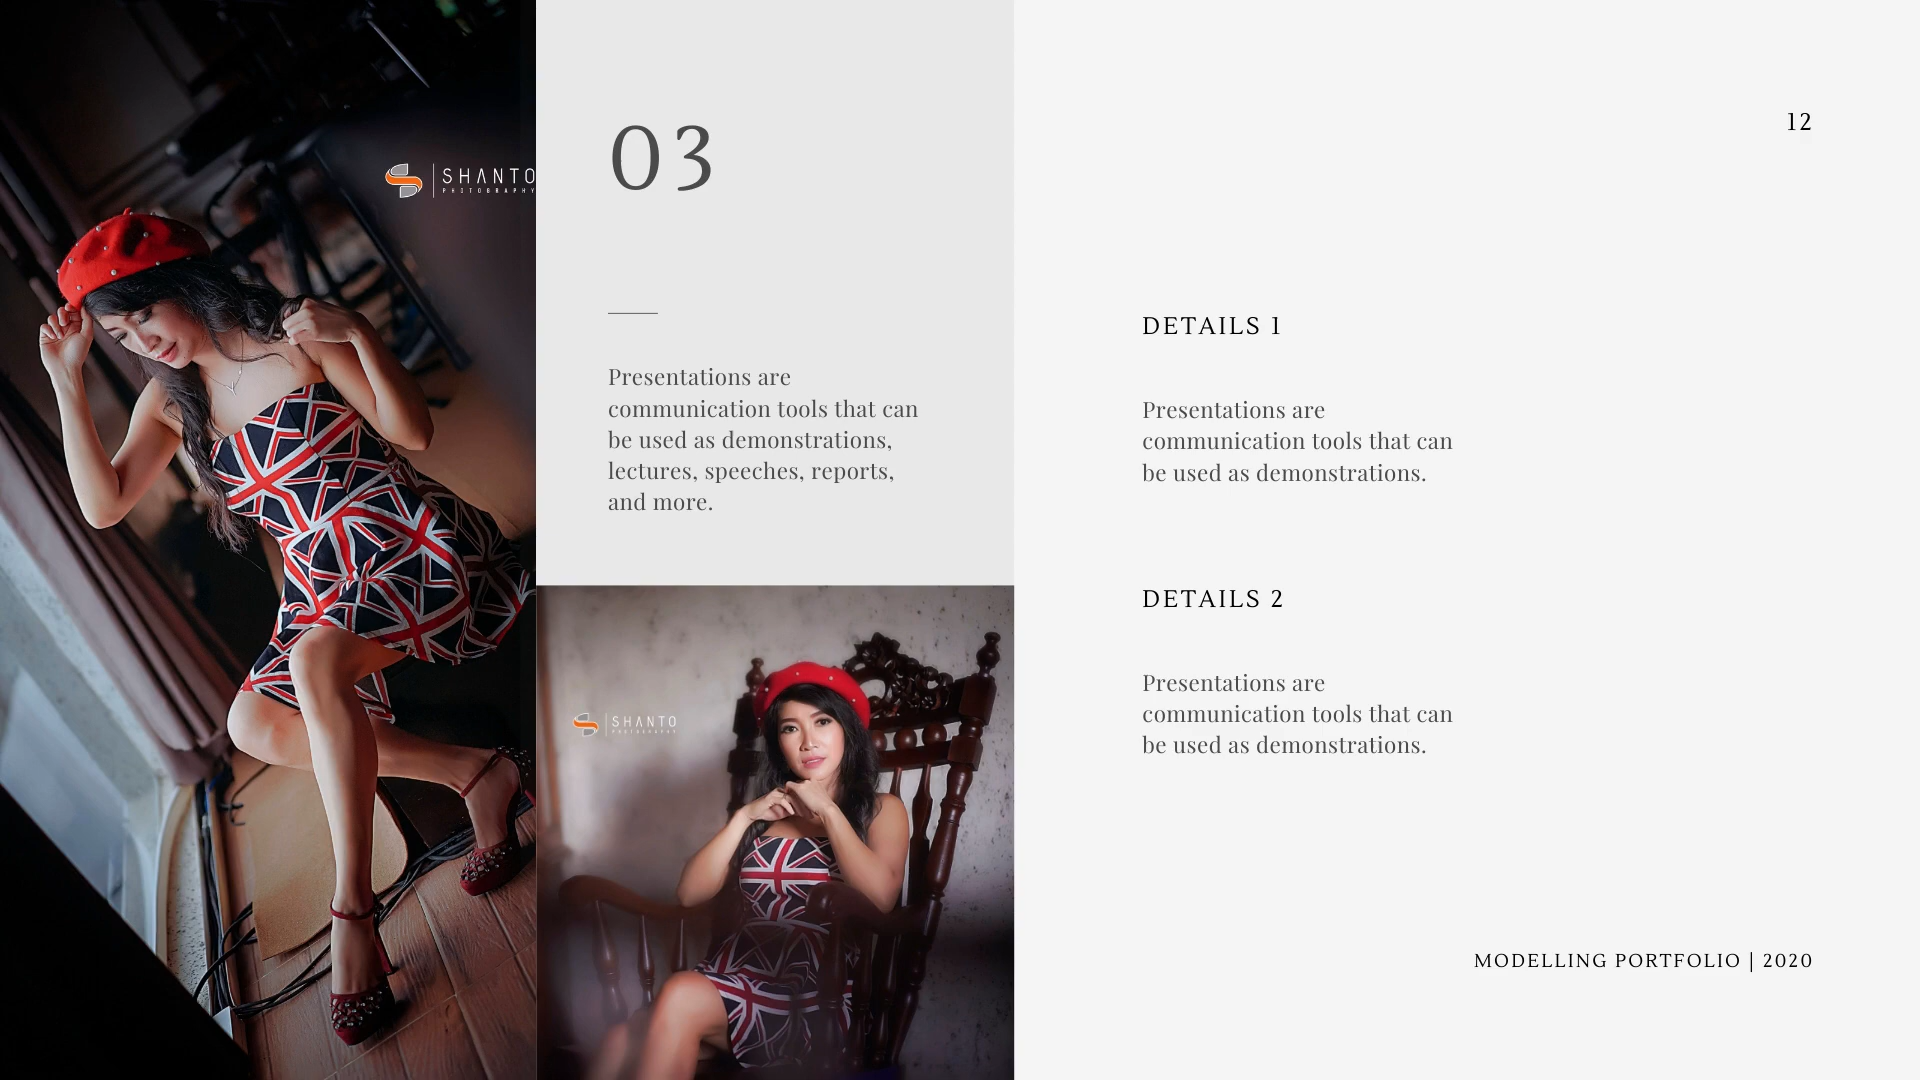 SHANTO
PHOTOGRAPHY
03
Presentations are
communication tools that can
be used as demonstrations,
lectures, speeches, reports,
and more.
SHANTO
PHOTOGRAPHY
12
DETAILS 1
Presentations are
communication tools that can
be used as demonstrations.
DETAILS 2
Presentations are
communication tools that can
be used as demonstrations.
MODELLING PORTFOLIO | 2020